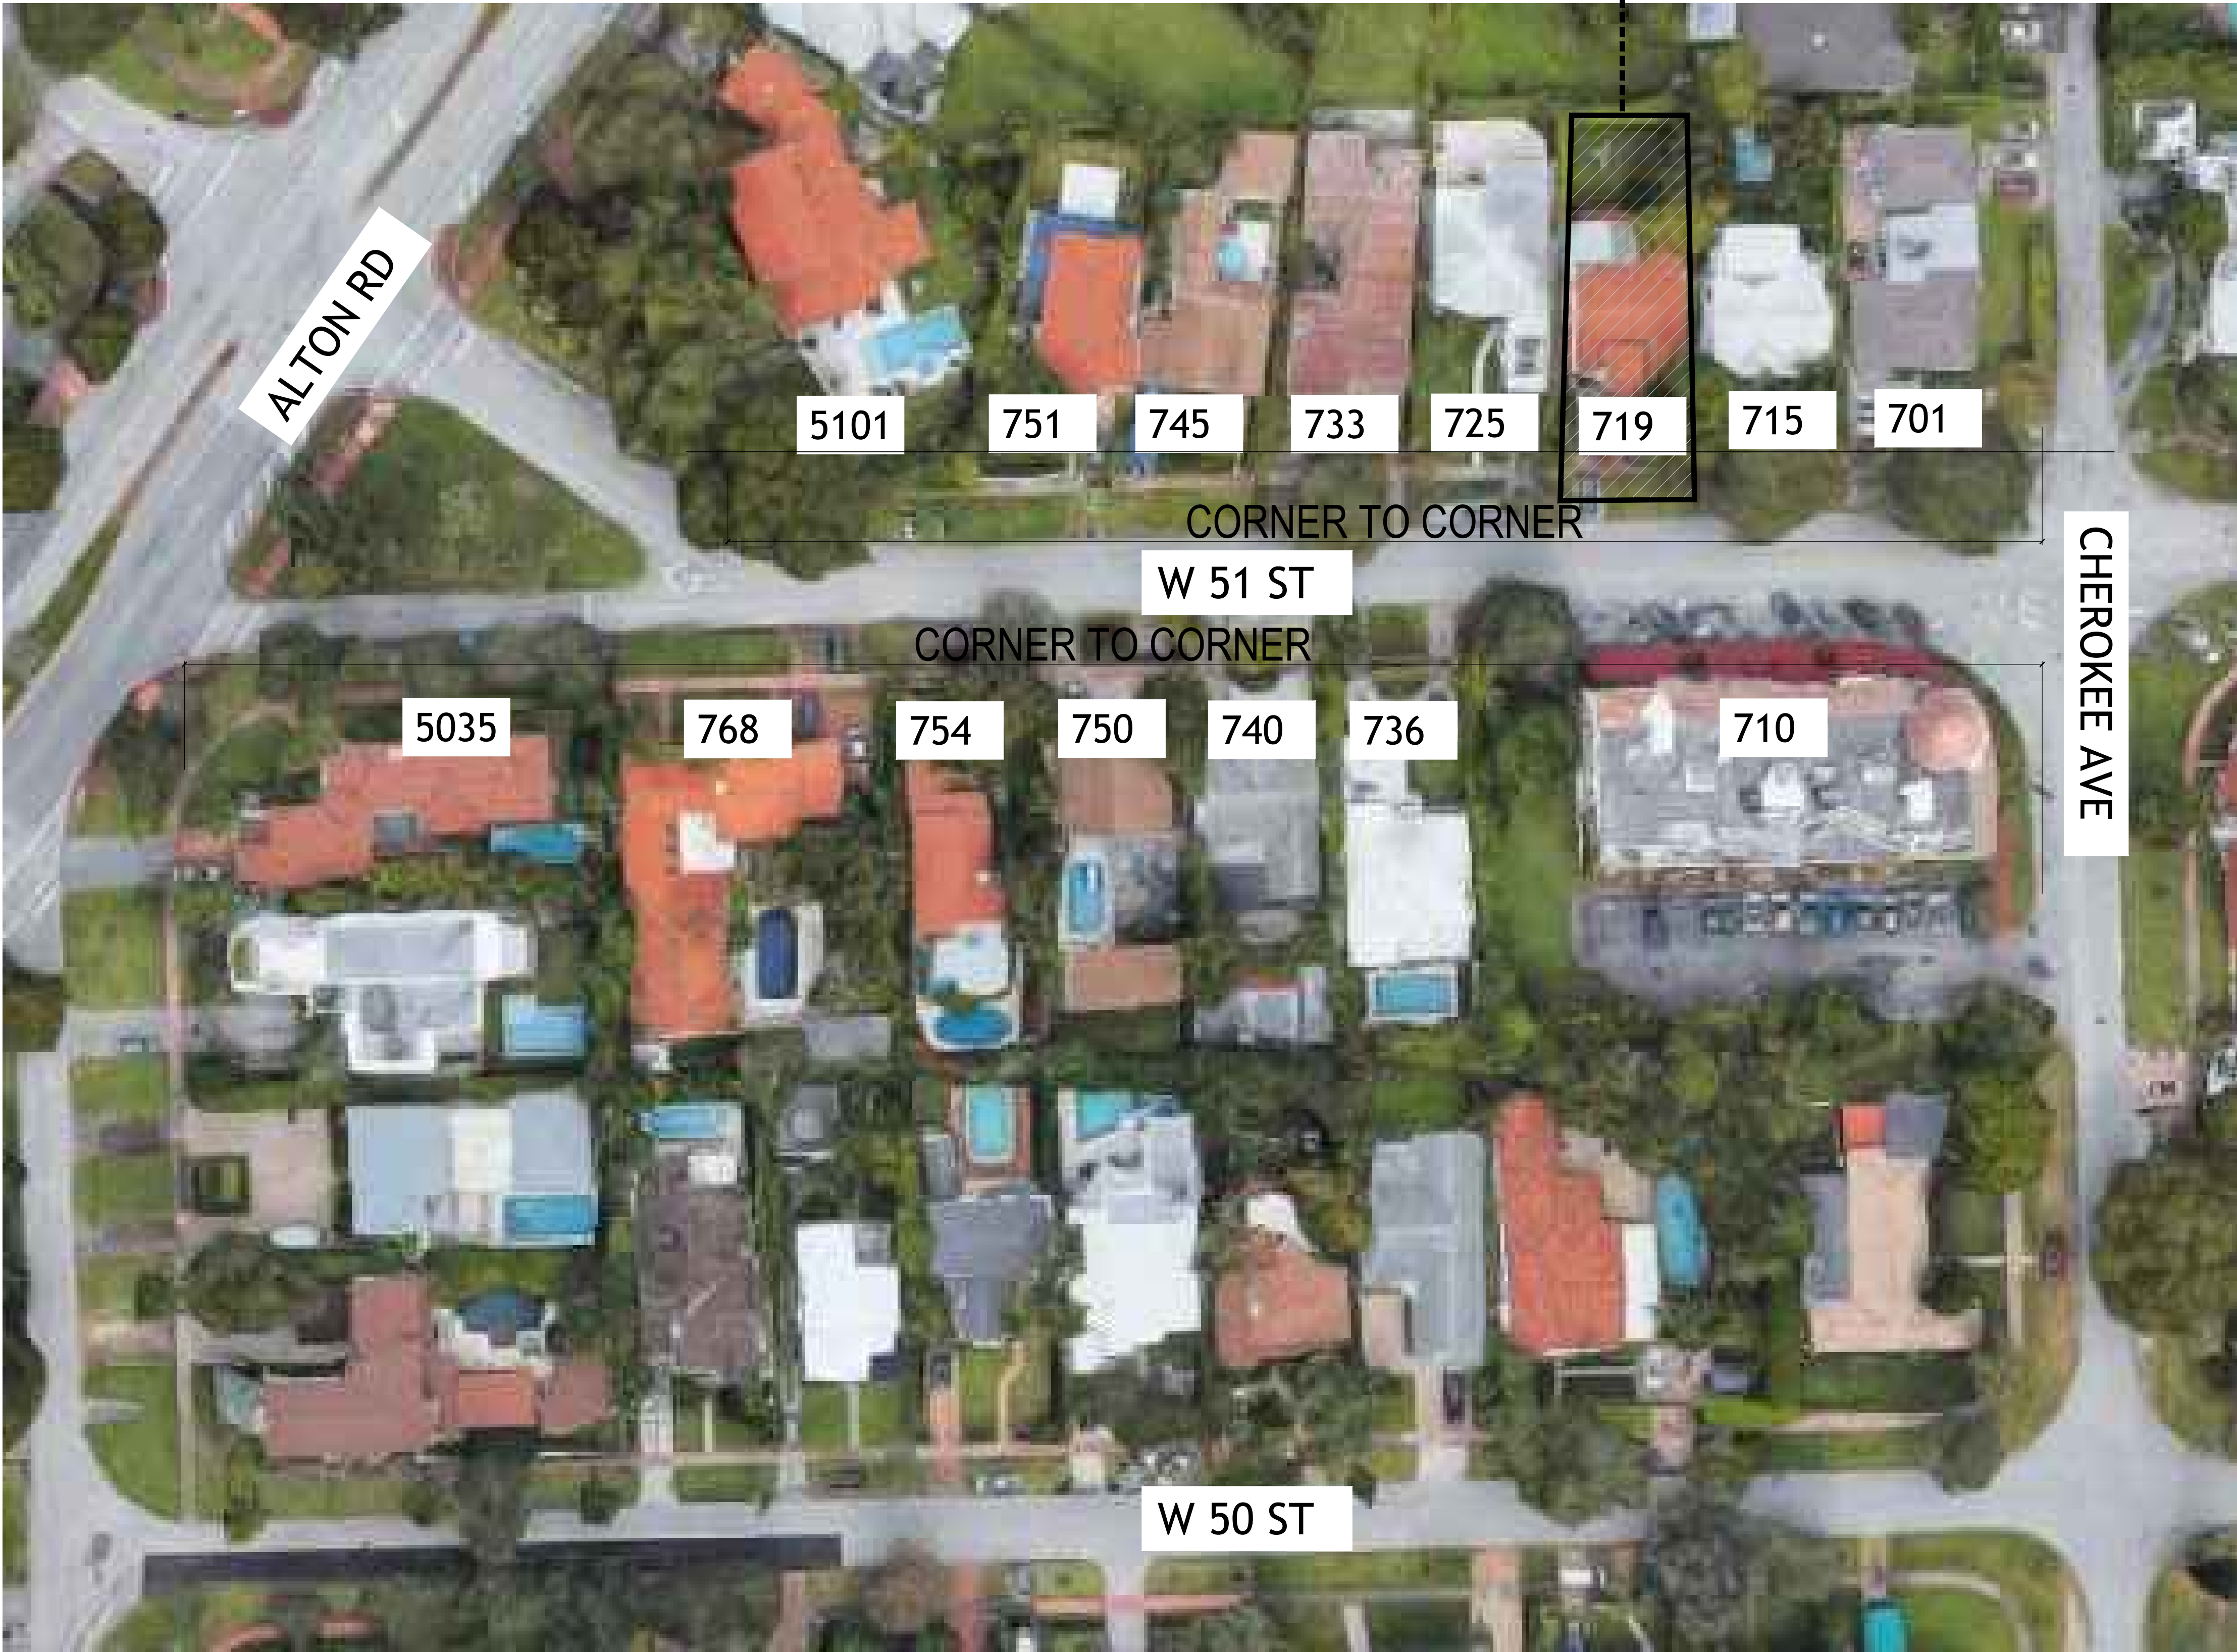 ALTON RD
5101
751
745
733
725
719
715
701
CORNER TO CORNER
W 51 ST
CHEROKEE AVE
CORNER TO CORNER
5035
768
754
750
740
736
710
W 50 ST